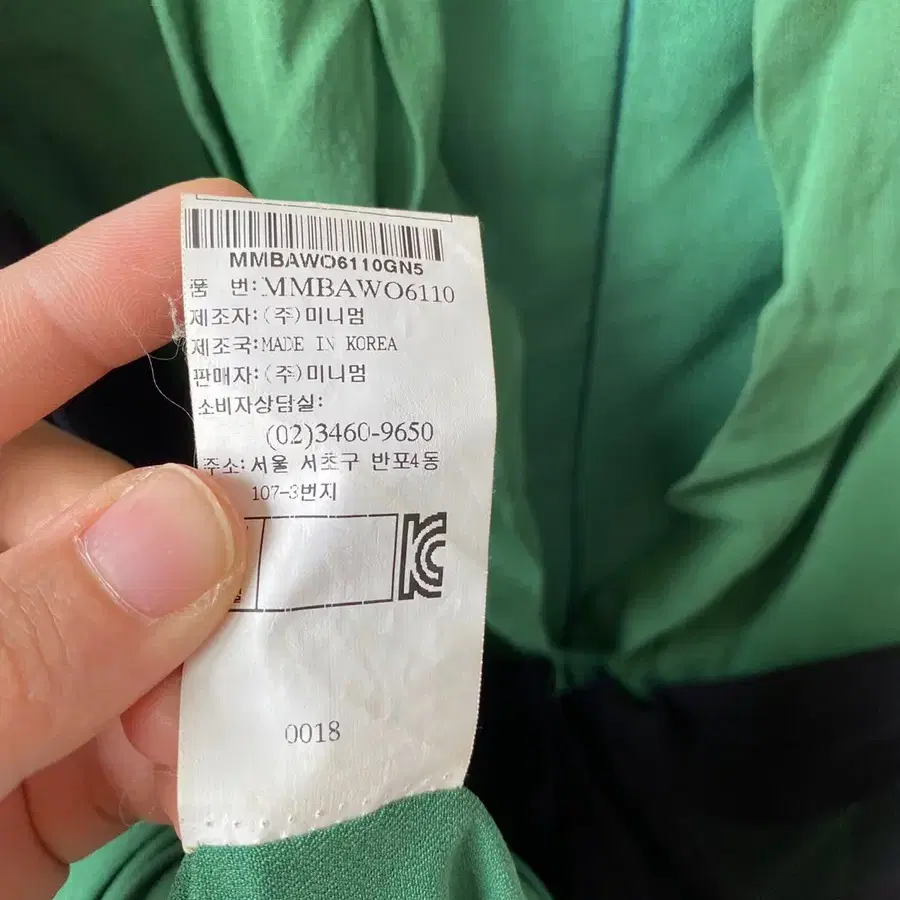 MMBAWO6110GN5
품 번:MMBAWO6110
제조자:(주)미니멈
제조국:MADE IN KOREA
판매자:(주)미니멈
소비자상담실:
(02)3460-9650
주소:서울 서초구 반포4동
107-3번지
KC
0018